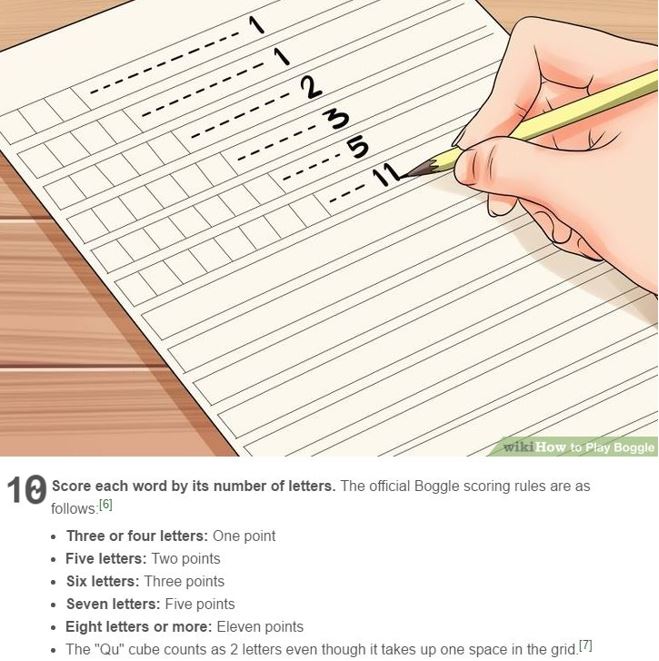 1
1
2
3
5
11
wikiHow to Play Boggle
10 Score each word by its number of letters. The official Boggle scoring rules are as
follows:[6]
• Three or four letters: One point
• Five letters: Two points
• Six letters: Three points
• Seven letters: Five points
• Eight letters or more: Eleven points
• The "Qu" cube counts as 2 letters even though it takes up one space in the grid.[7]